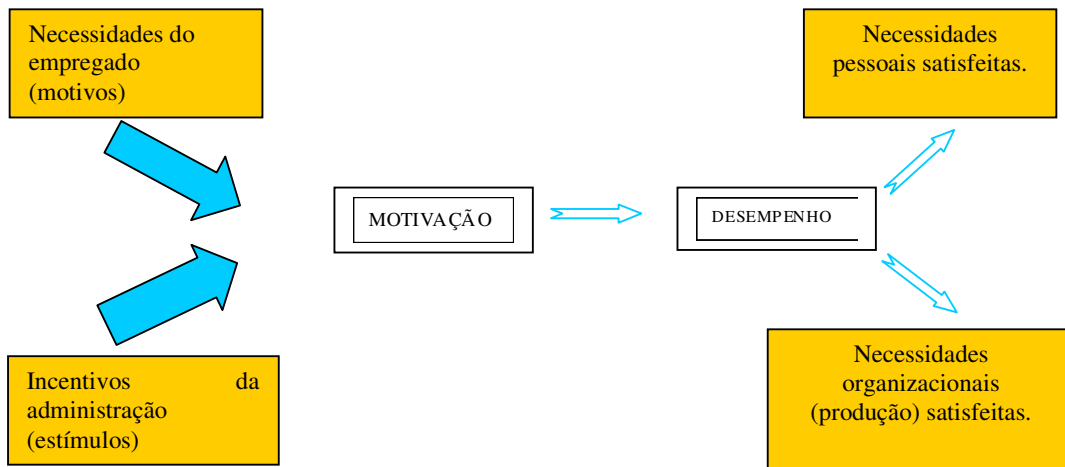 Necessidades do
empregado
(motivos)
Necessidades
pessoais satisfeitas.
MOTIVAÇÃO
DESEMPENHO
Incentivos da
administração
(estímulos)
Necessidades
organizacionais
(produção) satisfeitas.